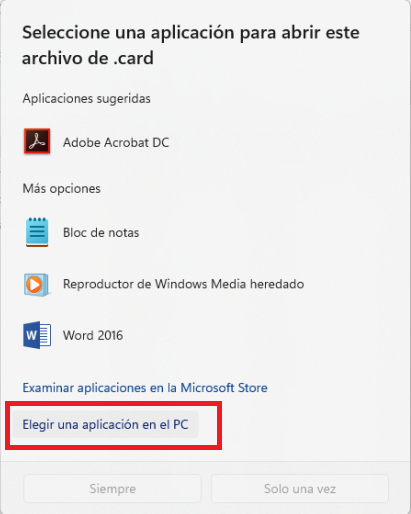 Seleccione una aplicación para abrir este
archivo de .card
Aplicaciones sugeridas
Adobe Acrobat DC
Más opciones
Bloc de notas
Reproductor de Windows Media heredado
Word 2016
Examinar aplicaciones en la Microsoft Store
Elegir una aplicación en el PC
Siempre
Solo una vez